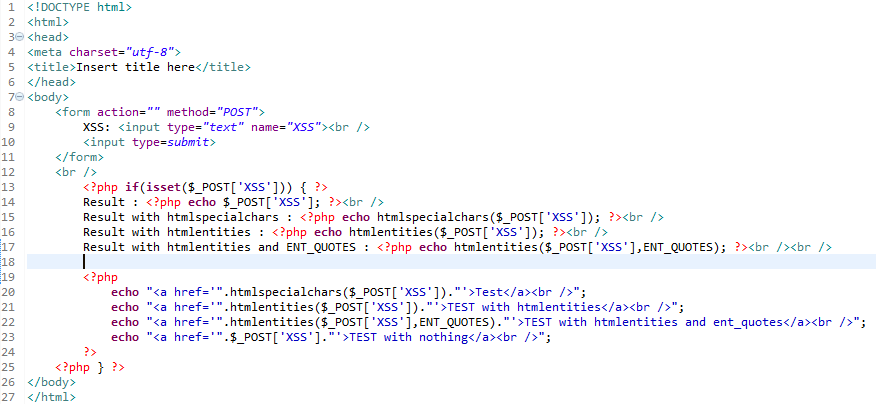 1 <!DOCTYPE html>
2 <html>
3 <head>
4 <meta charset="utf-8">
5 <title>Insert title here</title>
6 </head>
7 <body>
8 <form action="" method="POST">
9 XSS: <input type="text" name="XSS"><br />
10 <input type=submit>
11 </form>
12 <br />
13 <?php if(isset($_POST['XSS'])) { ?>
14 Result : <?php echo $_POST['XSS']; ?><br />
15 Result with htmlspecialchars : <?php echo htmlspecialchars($_POST['XSS']); ?><br />
16 Result with htmlentities : <?php echo htmlentities($_POST['XSS']); ?><br />
17 Result with htmlentities and ENT_QUOTES : <?php echo htmlentities($_POST['XSS'],ENT_QUOTES); ?><br /><br />
18
19 <?php
20 echo "<a href='".htmlspecialchars($_POST['XSS'])."'>Test</a><br />";
21 echo "<a href='".htmlentities($_POST['XSS'])."'>TEST with htmlentities</a><br />";
22 echo "<a href='".htmlentities($_POST['XSS'],ENT_QUOTES)."'>TEST with htmlentities and ent_quotes</a><br />";
23 echo "<a href='".$_POST['XSS']."'>TEST with nothing</a><br />";
24 ?>
25 <?php } ?>
26 </body>
27 </html>